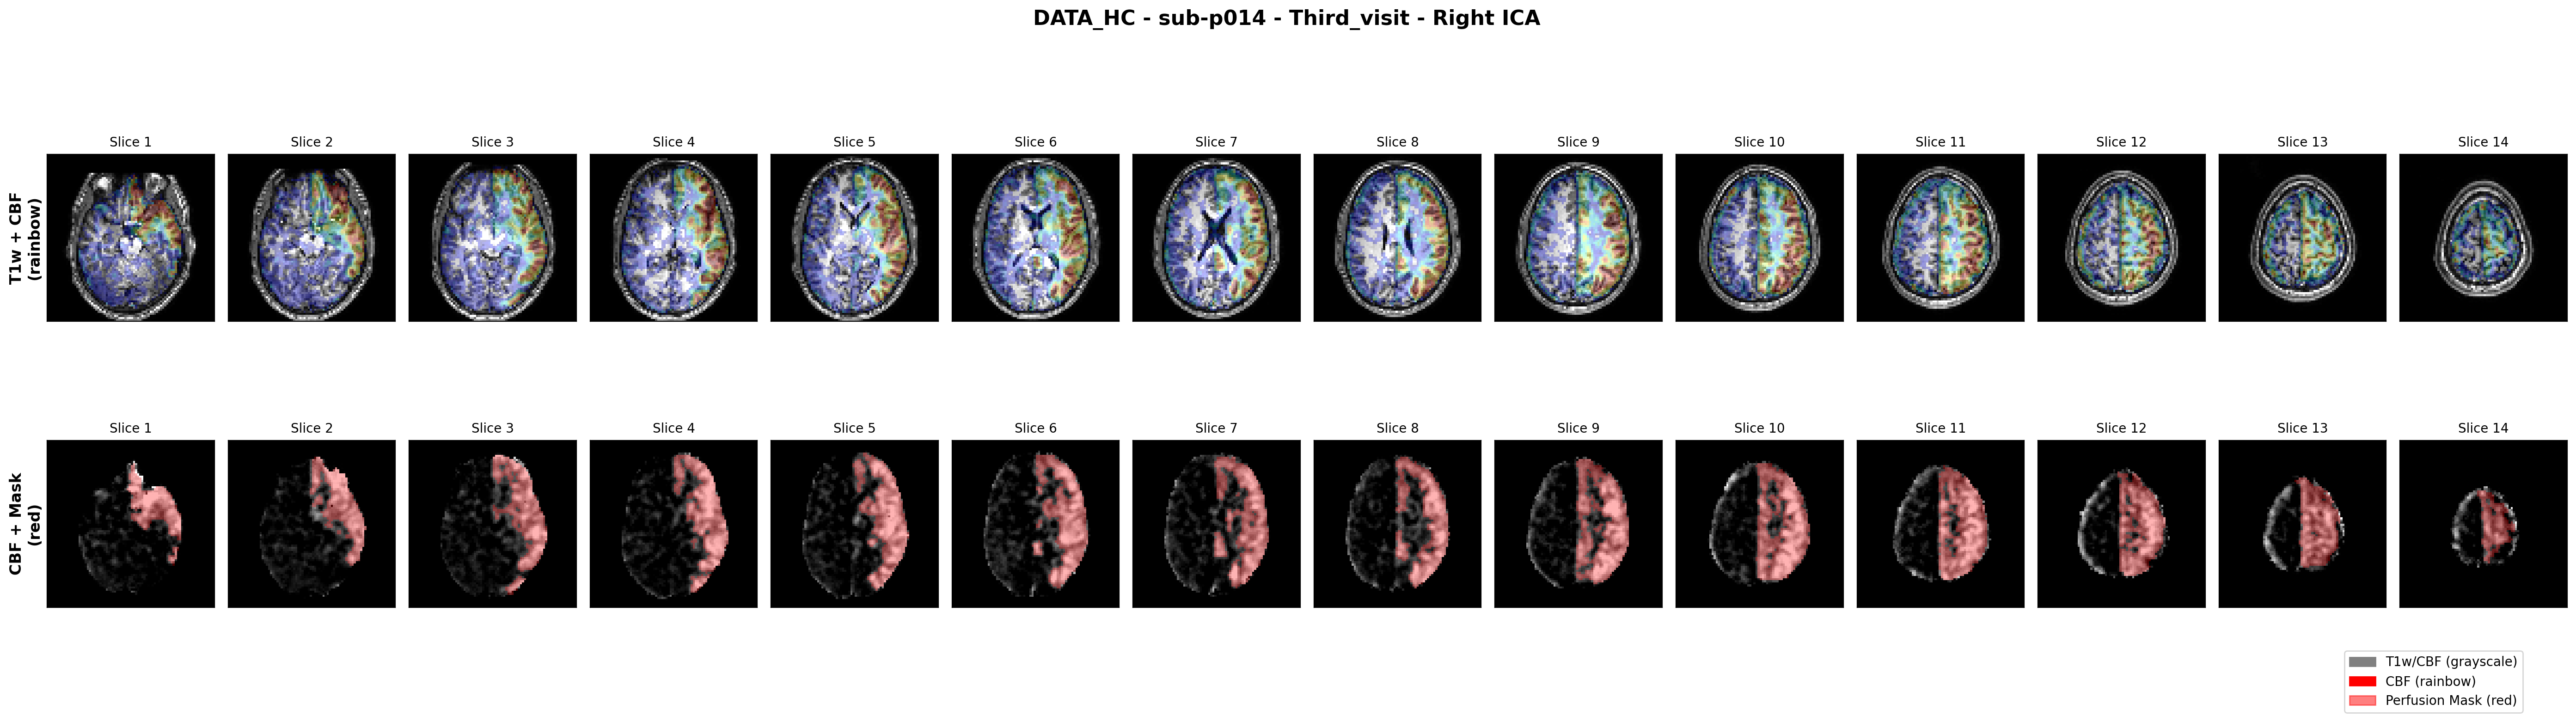 DATA_HC - sub-p014 - Third_visit - Right ICA
T1w + CBF
(rainbow)
Slice 1
Slice 2
Slice 3
Slice 4
Slice 5
Slice 6
Slice 7
Slice 8
Slice 9
Slice 10
Slice 11
Slice 12
Slice 13
Slice 14
CBF + Mask
(red)
Slice 1
Slice 2
Slice 3
Slice 4
Slice 5
Slice 6
Slice 7
Slice 8
Slice 9
Slice 10
Slice 11
Slice 12
Slice 13
Slice 14
T1w/CBF (grayscale)
CBF (rainbow)
Perfusion Mask (red)